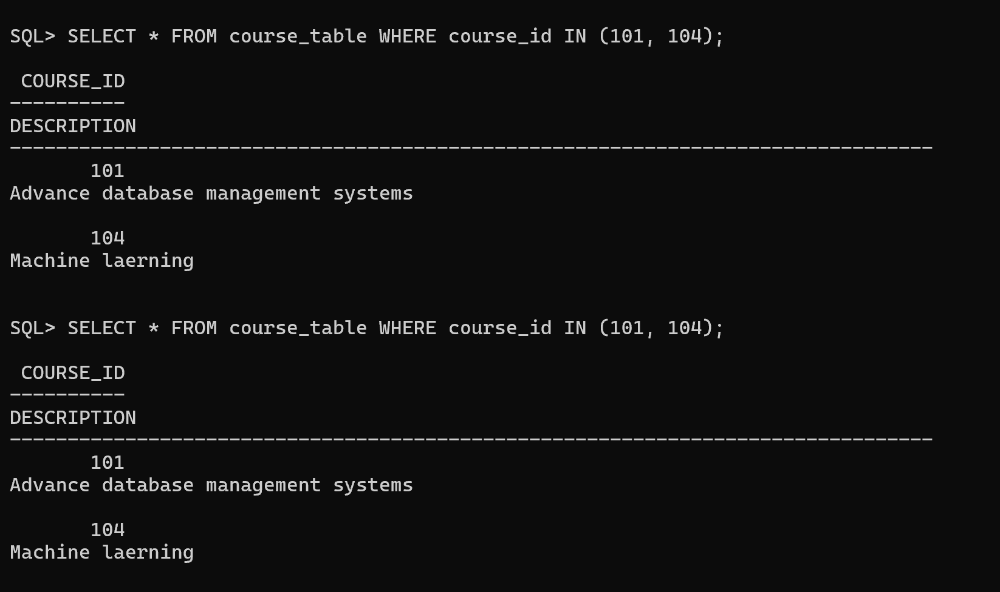 SQL> SELECT * FROM course_table WHERE course_id IN (101, 104);
 COURSE_ID
----------
DESCRIPTION
--------------------------------------------------------------------------------
       101
Advance database management systems
       104
Machine laerning
SQL> SELECT * FROM course_table WHERE course_id IN (101, 104);
 COURSE_ID
----------
DESCRIPTION
--------------------------------------------------------------------------------
       101
Advance database management systems
       104
Machine laerning